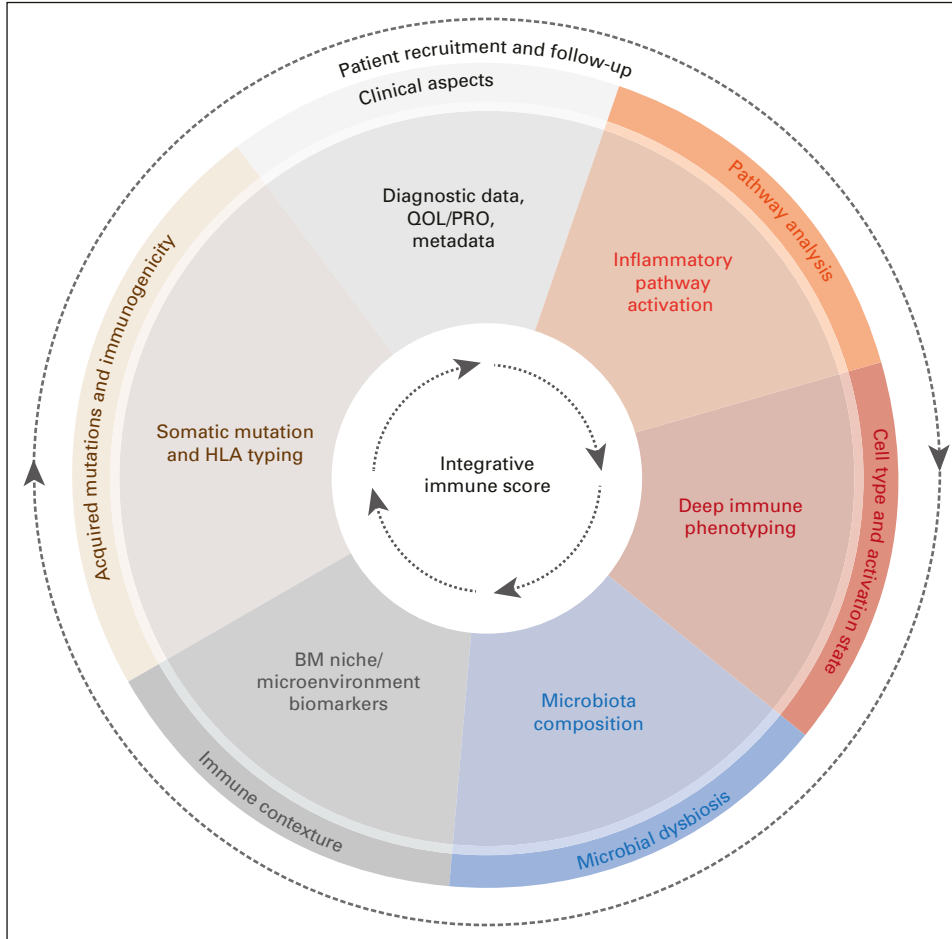 Patient recruitment and follow-up
Clinical aspects
Diagnostic data,
QOL/PRO,
metadata
Pathway analysis
Inflammatory
pathway
activation
Cell type and activation state
Deep immune
phenotyping
Microbial dysbiosis
Microbiota
composition
Immune contexture
BM niche/
microenvironment
biomarkers
Acquired mutations and immunogenicity
Somatic mutation
and HLA typing
Integrative
immune score